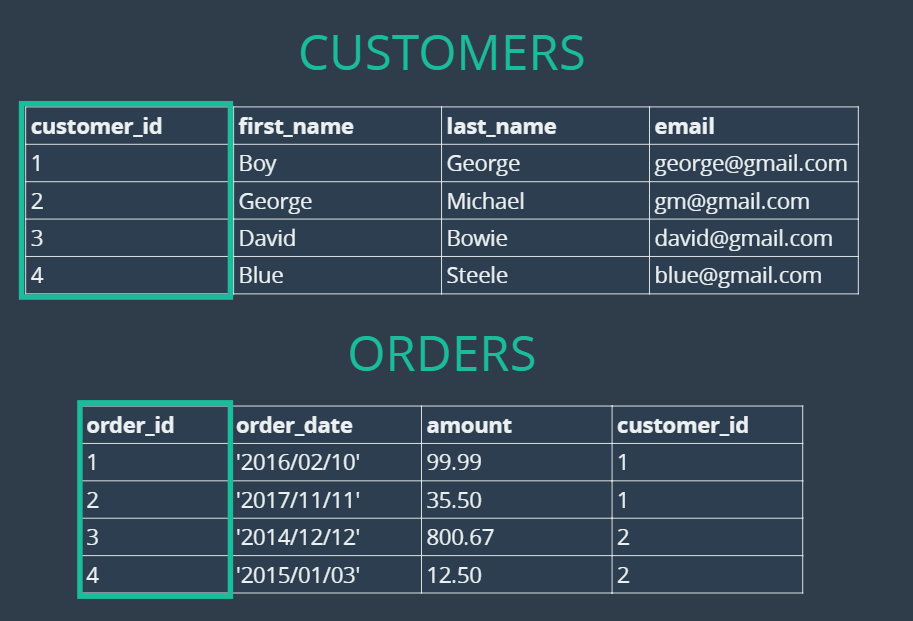 CUSTOMERS
customer_id first_name last_name email
1 Boy George george@gmail.com
2 George Michael gm@gmail.com
3 David Bowie david@gmail.com
4 Blue Steele blue@gmail.com
ORDERS
order_id order_date amount customer_id
1 '2016/02/10' 99.99 1
2 '2017/11/11' 35.50 1
3 '2014/12/12' 800.67 2
4 '2015/01/03' 12.50 2